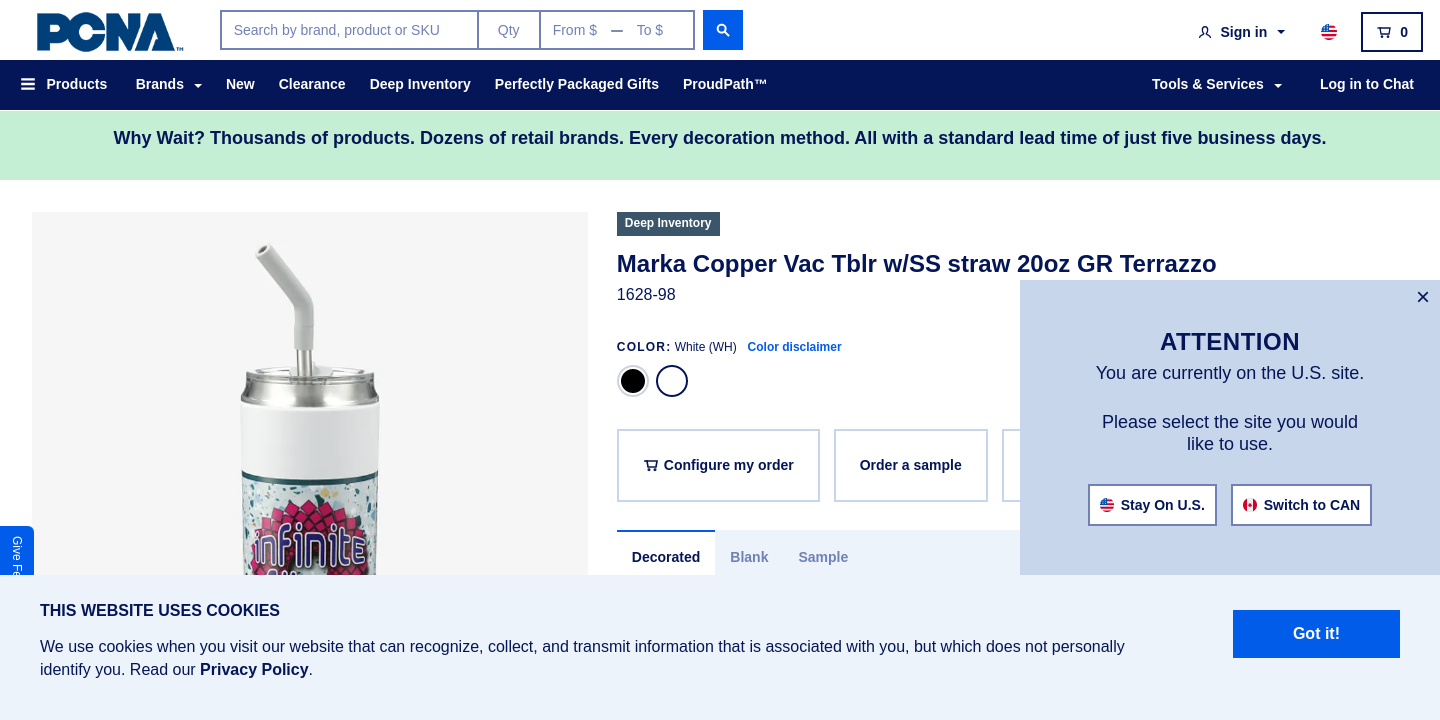 PCNA™
Search by brand, product or SKU
Qty
From $ — To $
Sign in
0
Products
Brands
New
Clearance
Deep Inventory
Perfectly Packaged Gifts
ProudPath™
Tools & Services
Log in to Chat
Why Wait? Thousands of products. Dozens of retail brands. Every decoration method. All with a standard lead time of just five business days.
Deep Inventory
Marka Copper Vac Tblr w/SS straw 20oz GR Terrazzo
1628-98
COLOR: White (WH) Color disclaimer
Configure my order
Order a sample
Decorated
Blank
Sample
infinite
Give Fe
×
ATTENTION
You are currently on the U.S. site.
Please select the site you would
like to use.
Stay On U.S.
Switch to CAN
THIS WEBSITE USES COOKIES
We use cookies when you visit our website that can recognize, collect, and transmit information that is associated with you, but which does not personally
identify you. Read our Privacy Policy.
Got it!